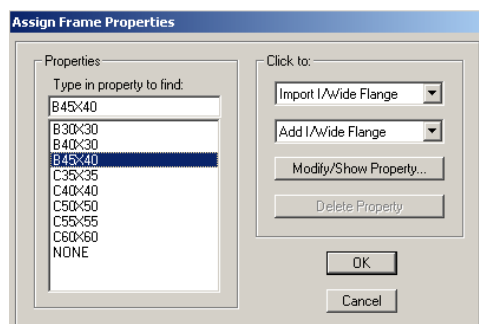 Assign Frame Properties
Properties
Type in property to find:
B45X40
B30X30
B40X30
B45X40
C35X35
C40X40
C50X50
C55X55
C60X60
NONE
Click to:
Import I/Wide Flange
Add I/Wide Flange
Modify/Show Property...
Delete Property
OK
Cancel